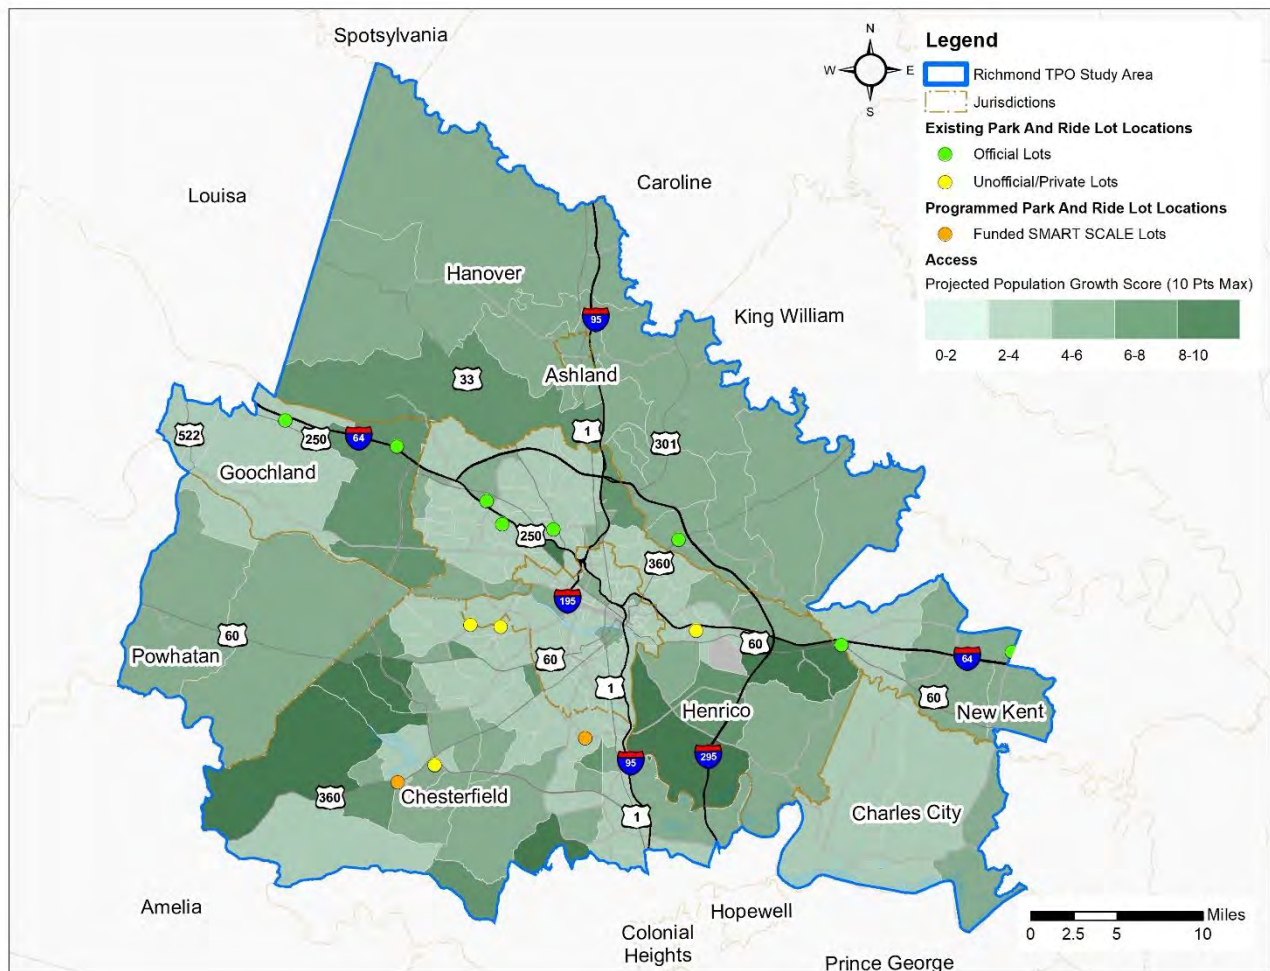 Spotsylvania
Louisa
Caroline
Hanover
King William
95
33
Ashland
522
250
64
1
301
Goochland
250
360
195
60
Powhatan
60
60
64
1
60
Henrico
New Kent
95
295
360
Chesterfield
1
Charles City
Amelia
Hopewell
Colonial
Heights
Prince George
N
W
E
S
Legend
Richmond TPO Study Area
Jurisdictions
Existing Park And Ride Lot Locations
Official Lots
Unofficial/Private Lots
Programmed Park And Ride Lot Locations
Funded SMART SCALE Lots
Access
Projected Population Growth Score (10 Pts Max)
0-2 2-4 4-6 6-8 8-10
Miles
0 2.5 5 10